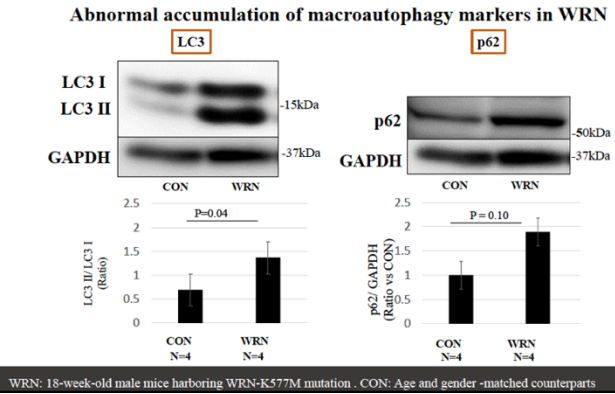 Abnormal accumulation of macroautophagy markers in WRN
LC3
LC3 I
LC3 II
-15kDa
GAPDH
-37kDa
CON WRN
2.5
2
1.5
1
0.5
0
P=0.04
LC3 II/ LC3 I
(Ratio)
CON WRN
N=4 N=4
p62
p62
-50kDa
GAPDH
-37kDa
CON WRN
2.5
2
1.5
1
0.5
0
P = 0.10
p62/ GAPDH
(Ratio vs CON)
CON WRN
N=4 N=4
WRN: 18-week-old male mice harboring WRN-K577M mutation . CON: Age and gender -matched counterparts